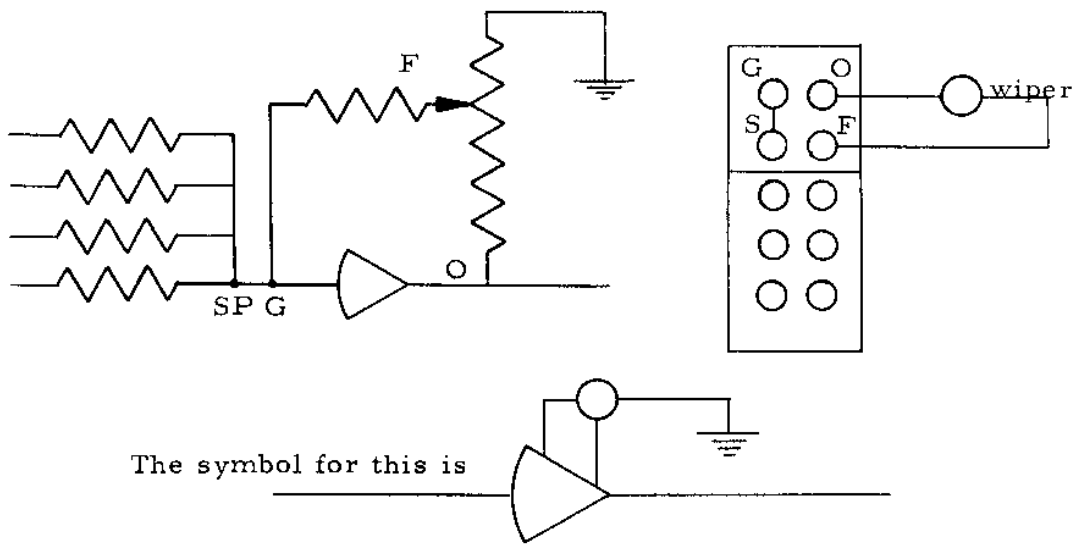 F
SP G
O
G O
S F
wiper
The symbol for this is